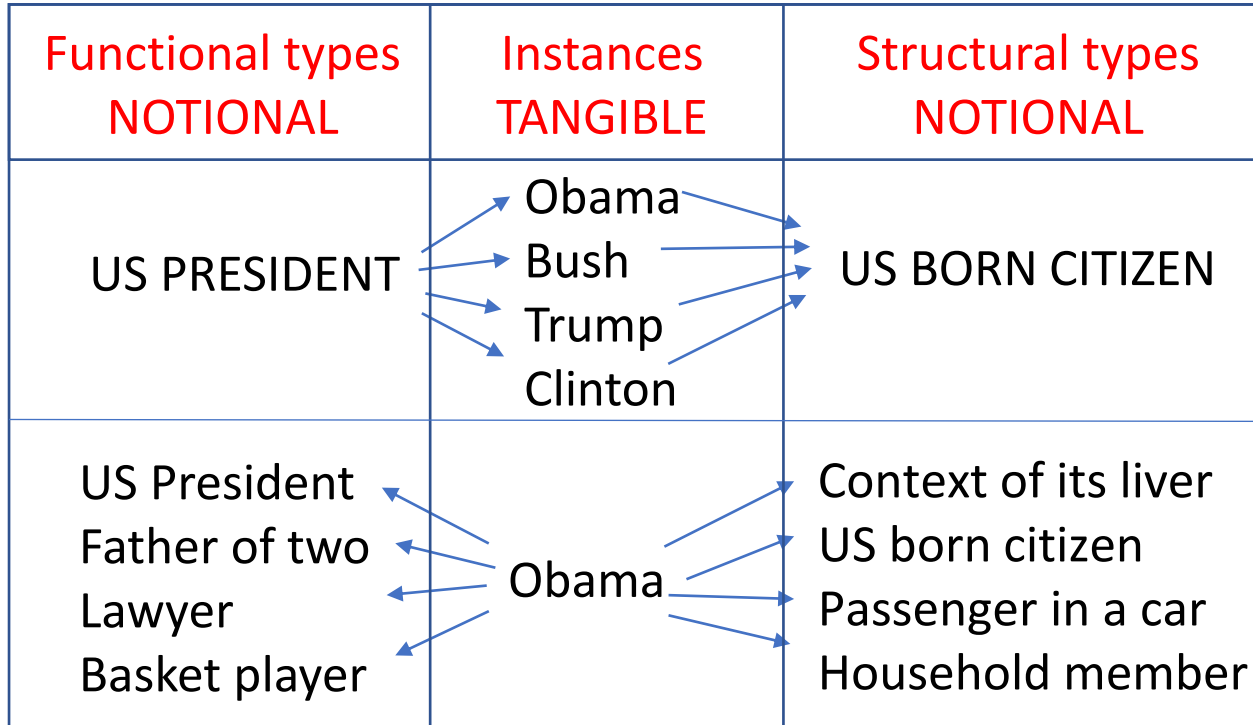 Functional types
NOTIONAL
Instances
TANGIBLE
Structural types
NOTIONAL
US PRESIDENT
Obama
Bush
Trump
Clinton
US BORN CITIZEN
US President
Father of two
Lawyer
Basket player
Obama
Context of its liver
US born citizen
Passenger in a car
Household member